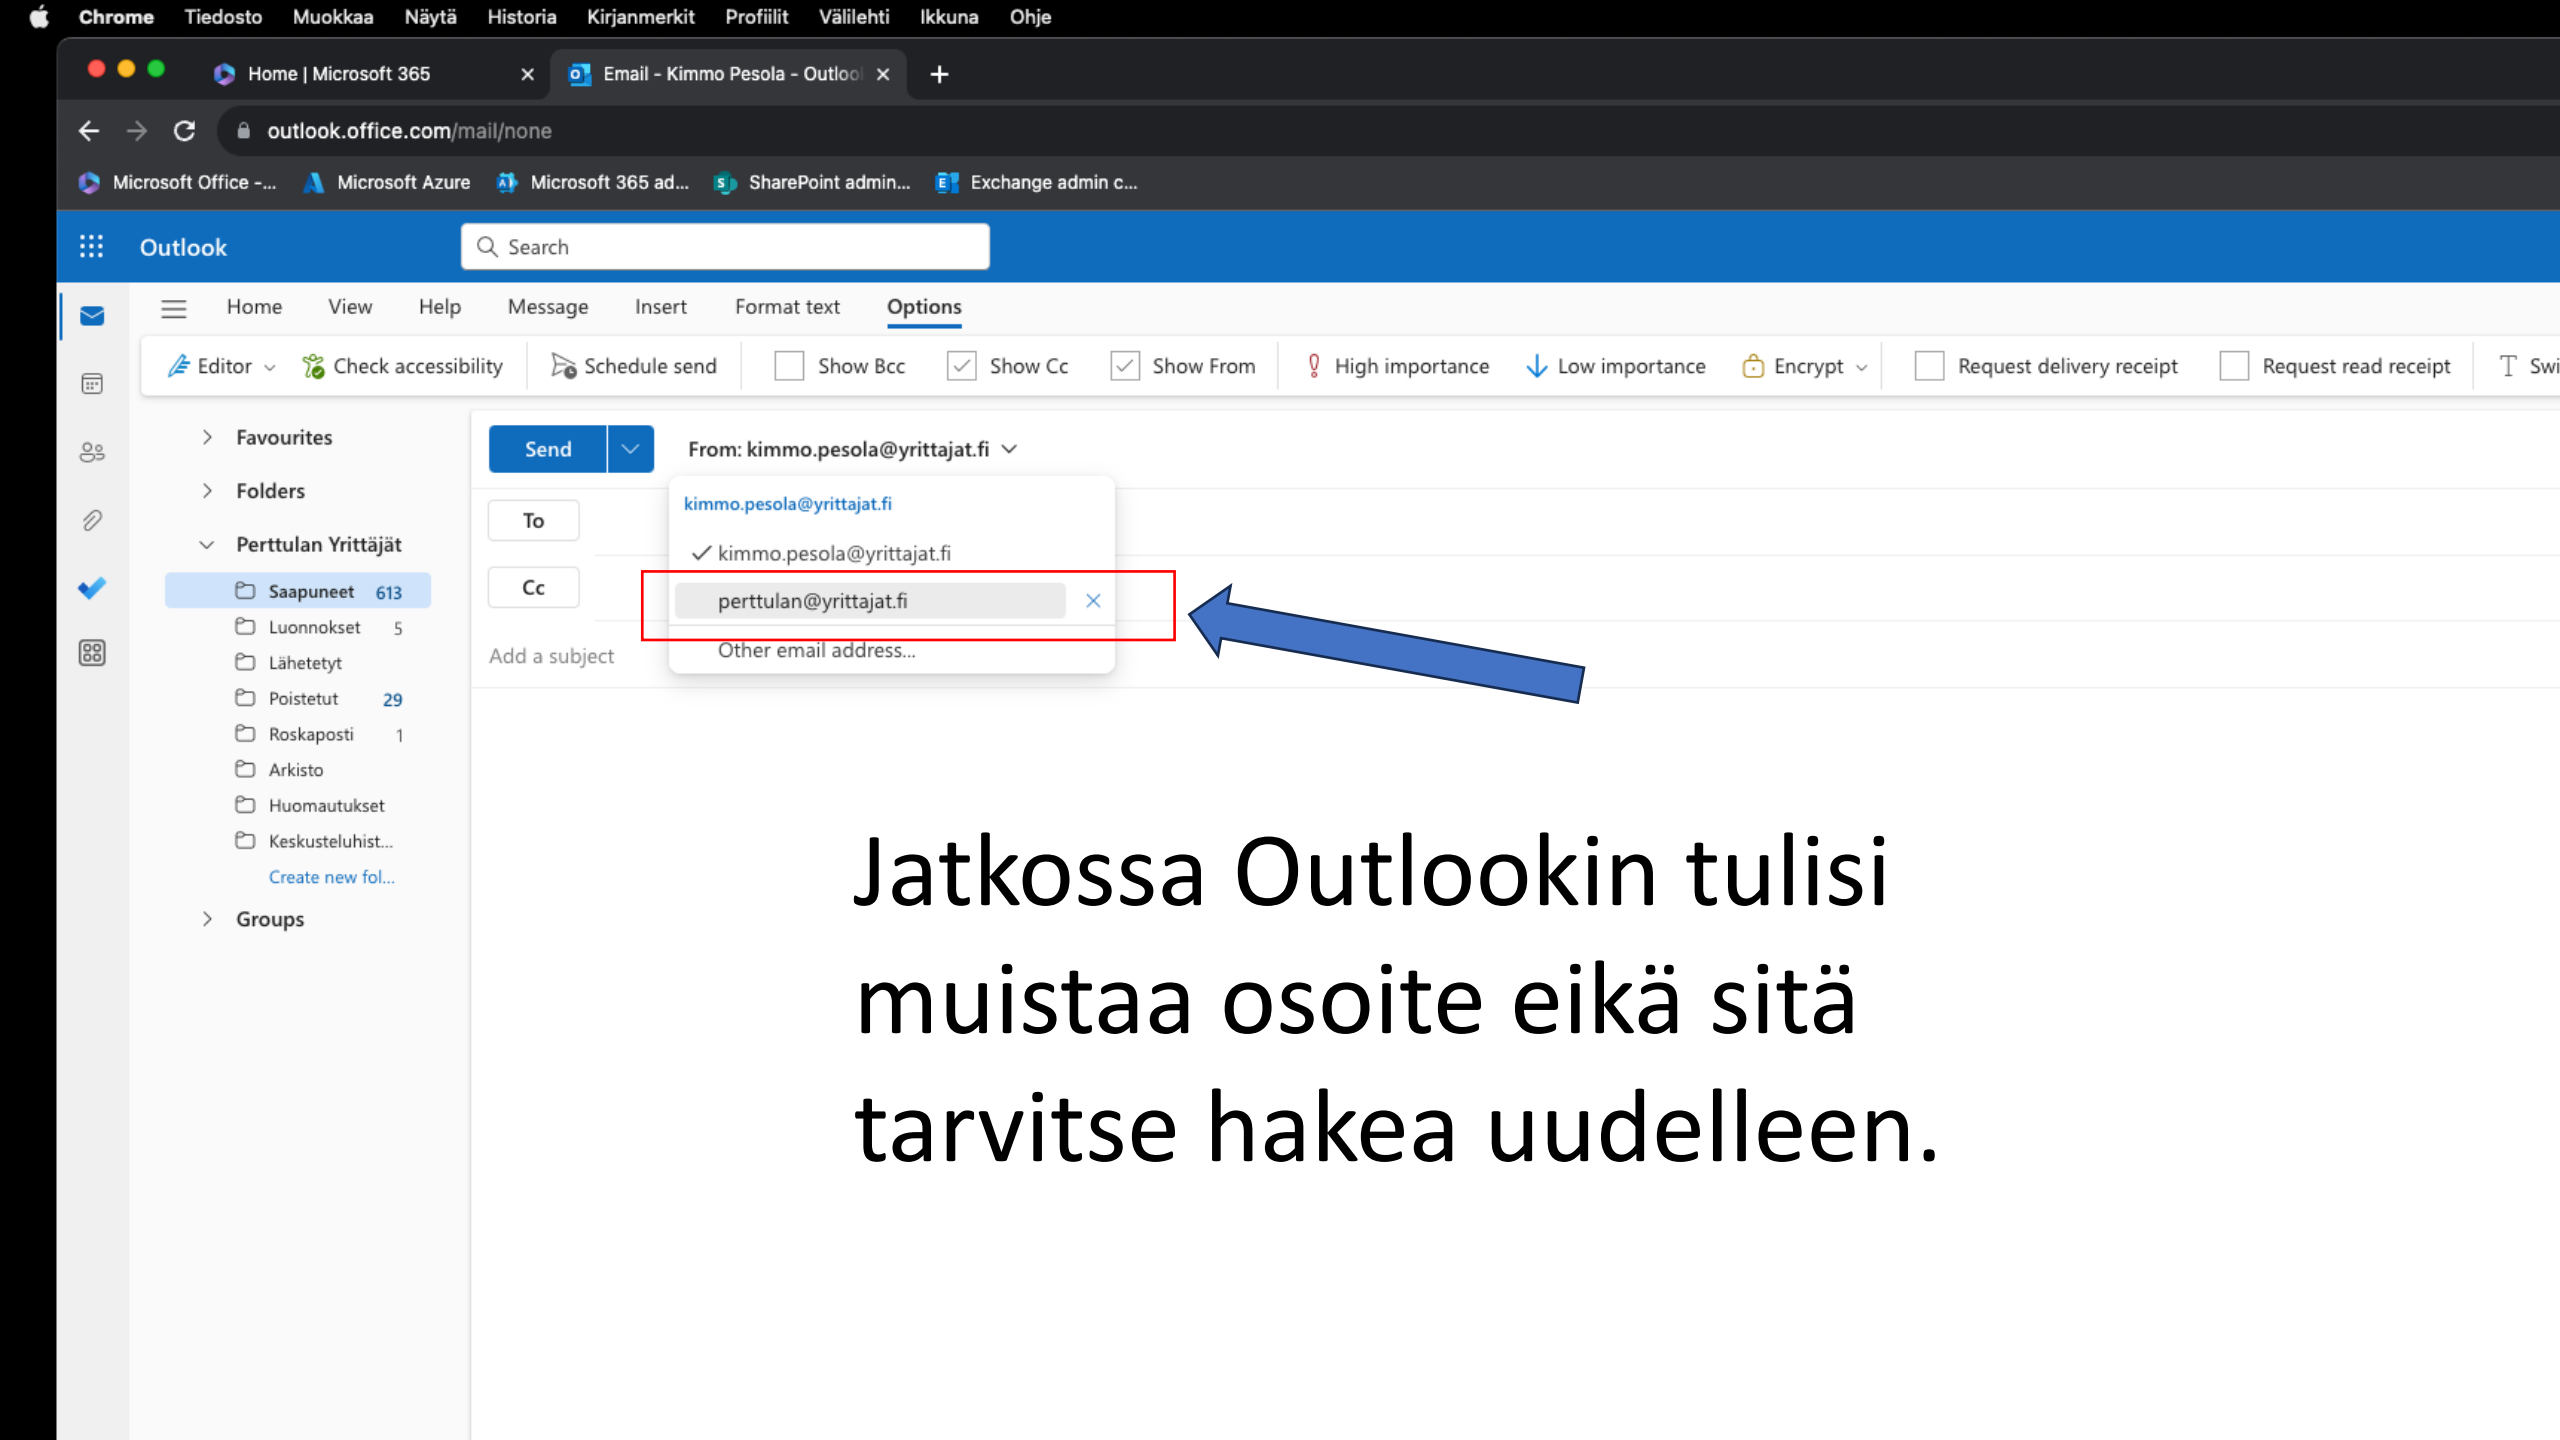 Chrome Tiedosto Muokkaa Näytä Historia Kirjanmerkit Profiilit Välilehti Ikkuna Ohje
Home | Microsoft 365 Email - Kimmo Pesola - Outlool
outlook.office.com/mail/none
Microsoft Office -... Microsoft Azure Microsoft 365 ad... SharePoint admin... Exchange admin c...
Outlook Search
Home View Help Message Insert Format text Options
Editor Check accessibility Schedule send Show Bcc Show Cc Show From High importance Low importance Encrypt Request delivery receipt Request read receipt Swi
Favourites
Folders
Perttulan Yrittäjät
Saapuneet 613
Luonnokset 5
Lähetetyt
Poistetut 29
Roskaposti 1
Arkisto
Huomautukset
Keskusteluhist...
Create new fol...
Groups
Send From: kimmo.pesola@yrittajat.fi
To
Cc
Add a subject
kimmo.pesola@yrittajat.fi
kimmo.pesola@yrittajat.fi
perttulan@yrittajat.fi
Other email address...
Jatkossa Outlookin tulisi
muistaa osoite eikä sitä
tarvitse hakea uudelleen.